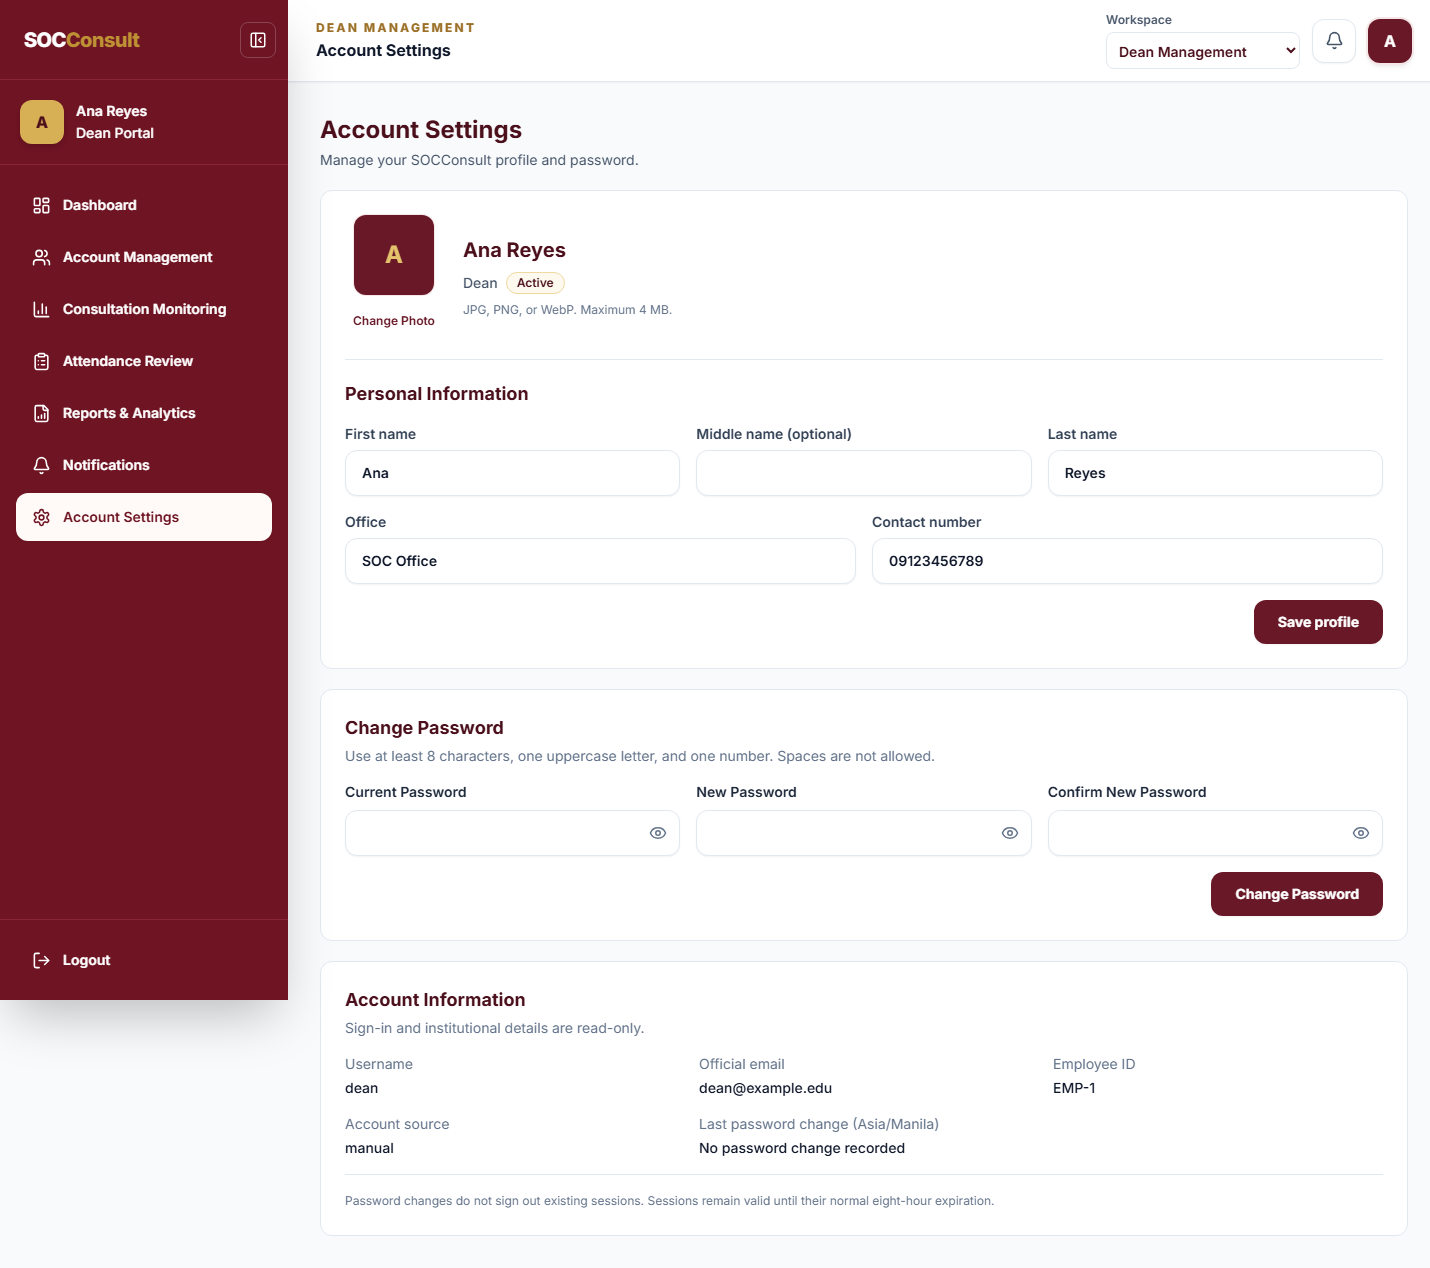 SOCConsult
A
Ana Reyes
Dean Portal
Dashboard
Account Management
Consultation Monitoring
Attendance Review
Reports & Analytics
Notifications
Account Settings
Logout
DEAN MANAGEMENT
Account Settings
Workspace
Dean Management
A
Account Settings
Manage your SOCConsult profile and password.
A
Change Photo
Ana Reyes
Dean Active
JPG, PNG, or WebP. Maximum 4 MB.
Personal Information
First name Middle name (optional) Last name
Ana Reyes
Office Contact number
SOC Office 09123456789
Save profile
Change Password
Use at least 8 characters, one uppercase letter, and one number. Spaces are not allowed.
Current Password New Password Confirm New Password
Change Password
Account Information
Sign-in and institutional details are read-only.
Username Official email Employee ID
dean dean@example.edu EMP-1
Account source Last password change (Asia/Manila)
manual No password change recorded
Password changes do not sign out existing sessions. Sessions remain valid until their normal eight-hour expiration.